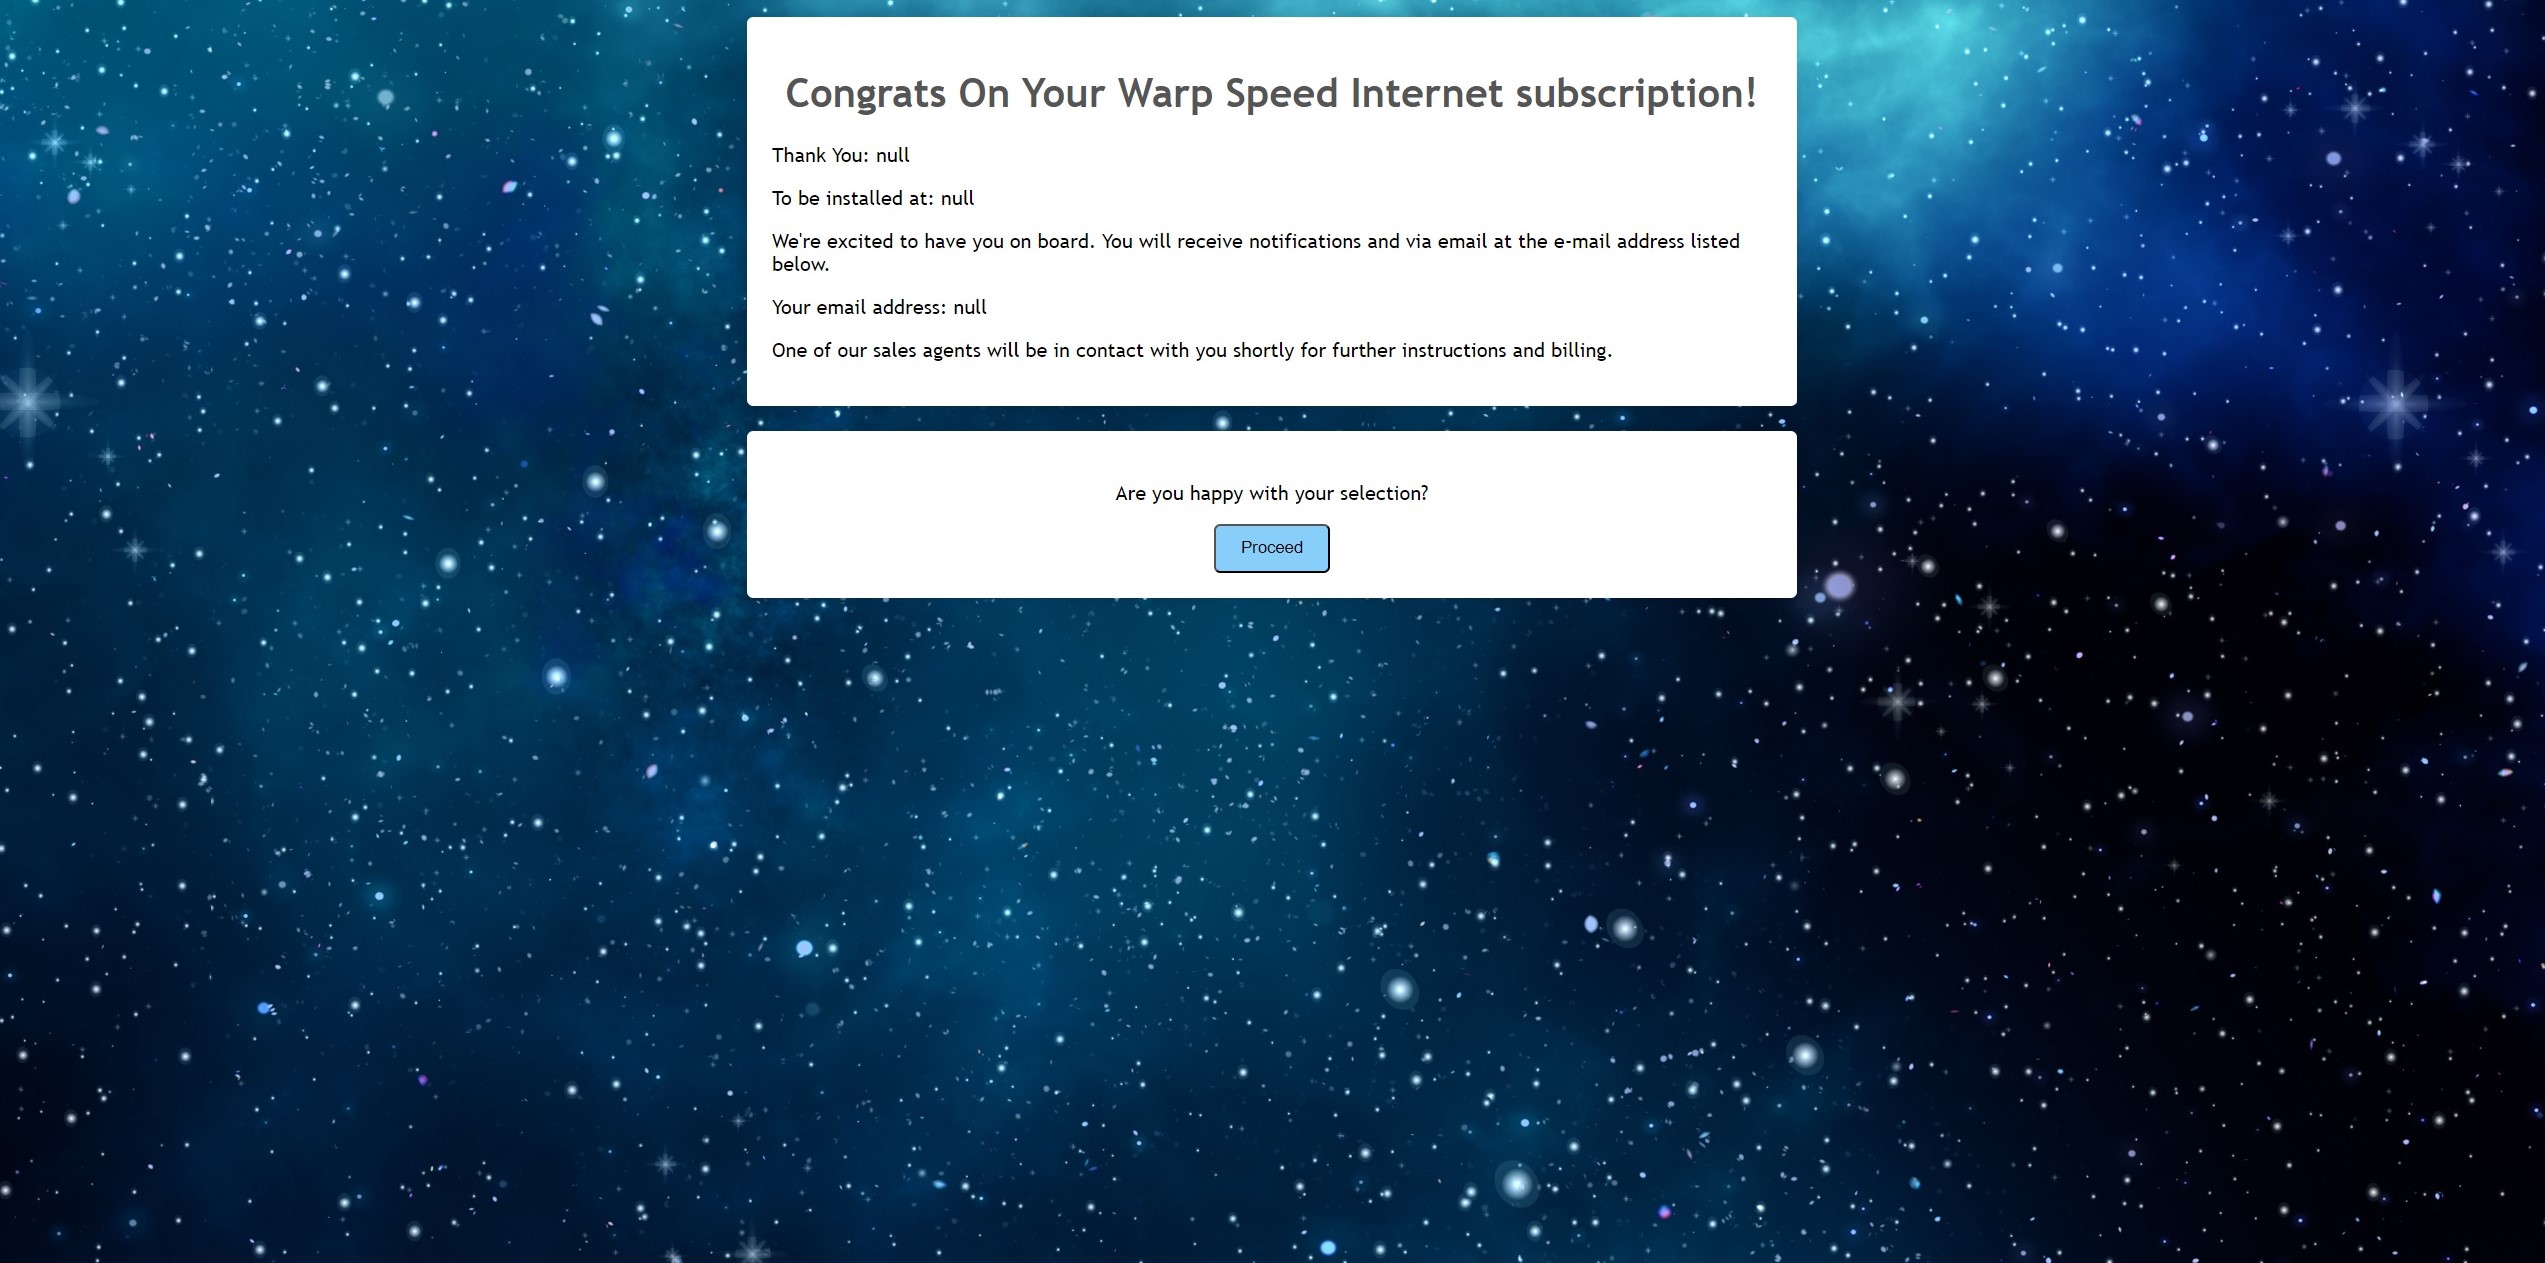 Congrats On Your Warp Speed Internet subscription!
Thank You: null
To be installed at: null
We're excited to have you on board. You will receive notifications and via email at the e-mail address listed
below.
Your email address: null
One of our sales agents will be in contact with you shortly for further instructions and billing.
Are you happy with your selection?
Proceed